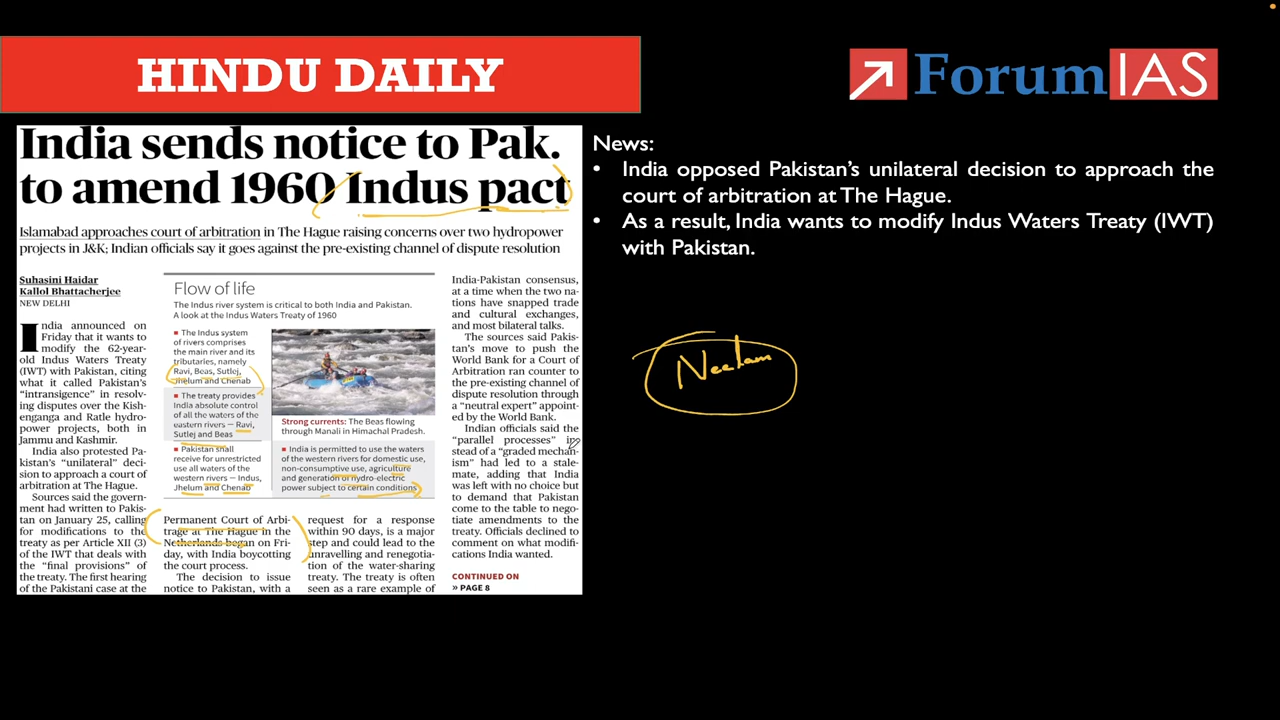 HINDU DAILY
ForumIAS
India sends notice to Pak.
to amend 1960 Indus pact
Islamabad approaches court of arbitration in The Hague raising concerns over two hydropower
projects in J&K; Indian officials say it goes against the pre-existing channel of dispute resolution
Suhasini Haidar
Kallol Bhattacherjee
NEW DELHI
India announced on
Friday that it wants to
modify the 62-year-
old Indus Waters Treaty
(IWT) with Pakistan, citing
what it called Pakistan's
"intransigence" in resolv-
ing disputes over the Kish-
enganga and Ratle hydro-
power projects, both in
Jammu and Kashmir.
India also protested Pa-
kistan's "unilateral" deci-
sion to approach a court of
arbitration at The Hague.
Sources said the govern-
ment had written to Pakis-
tan on January 25, calling
for modifications to the
treaty as per Article XII (3)
of the IWT that deals with
the "final provisions" of
the treaty. The first hearing
of the Pakistani case at the
Flow of life
The Indus river system is critical to both India and Pakistan.
A look at the Indus Waters Treaty of 1960
■ The Indus system
of rivers comprises
the main river and its
tributaries, namely
Ravi, Beas, Sutlej,
Jhelum and Chenab
■ The treaty provides
India absolute control
of all the waters of the
eastern rivers — Ravi,
Sutlej and Beas
■ Pakistan shall
receive for unrestricted
use all waters of the
western rivers — Indus,
Jhelum and Chenab
Strong currents: The Beas flowing
through Manali in Himachal Pradesh.
■ India is permitted to use the waters
of the western rivers for domestic use,
non-consumptive use, agriculture
and generation of hydro-electric
power subject to certain conditions
Permanent Court of Arbi-
trage at The Hague in the
Netherlands began on Fri-
day, with India boycotting
the court process.
The decision to issue
notice to Pakistan, with a
request for a response
within 90 days, is a major
step and could lead to the
unravelling and renegotia-
tion of the water-sharing
treaty. The treaty is often
seen as a rare example of
India-Pakistan consensus,
at a time when the two na-
tions have snapped trade
and cultural exchanges,
and most bilateral talks.
The sources said Pakis-
tan's move to push the
World Bank for a Court of
Arbitration ran counter to
the pre-existing channel of
dispute resolution through
a "neutral expert" appoint-
ed by the World Bank.
Indian officials said the
"parallel processes" in-
stead of a "graded mechan-
ism" had led to a stale-
mate, adding that India
was left with no choice but
to demand that Pakistan
come to the table to nego-
tiate amendments to the
treaty. Officials declined to
comment on what modifi-
cations India wanted.
CONTINUED ON
» PAGE 8
News:
• India opposed Pakistan's unilateral decision to approach the
court of arbitration at The Hague.
• As a result, India wants to modify Indus Waters Treaty (IWT)
with Pakistan.
Neelam